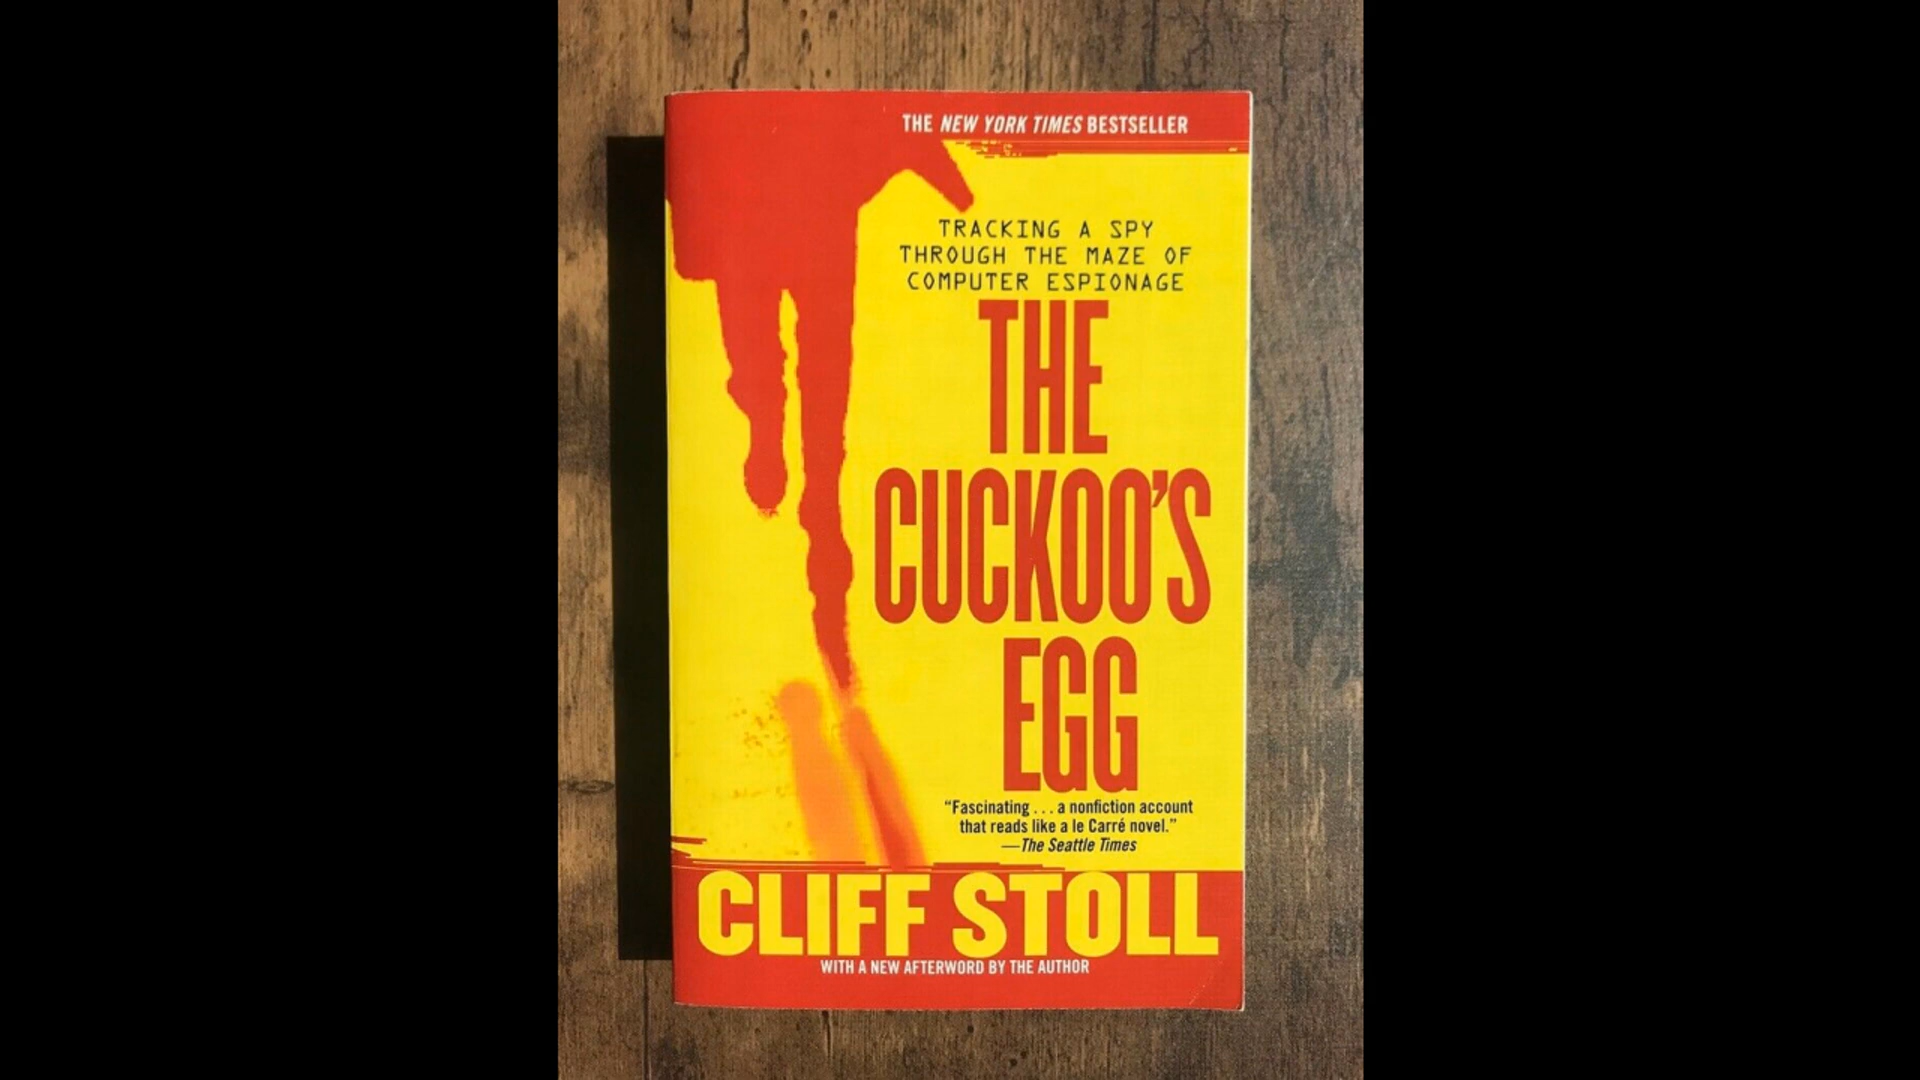 THE NEW YORK TIMES BESTSELLER
TRACKING A SPY
THROUGH THE MAZE OF
COMPUTER ESPIONAGE
THE
CUCKOO'S
EGG
“Fascinating . . . a nonfiction account
that reads like a le Carré novel.”
—The Seattle Times
CLIFF STOLL
WITH A NEW AFTERWORD BY THE AUTHOR